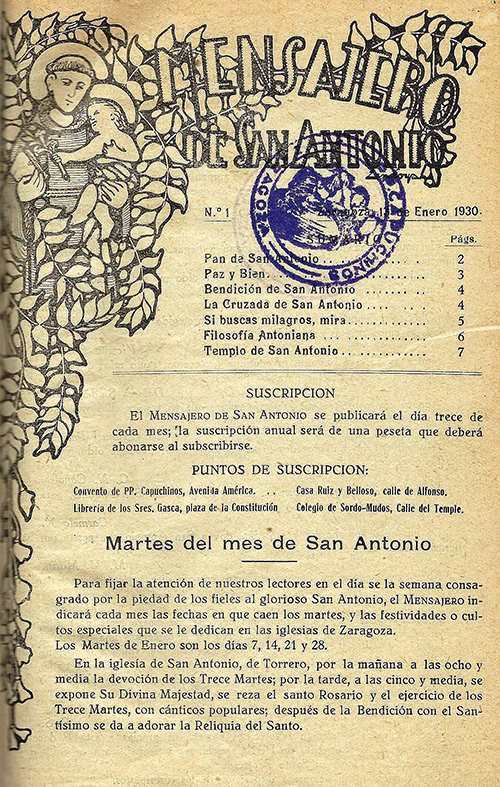 MENSAJERO
DE SAN ANTONIO
N.º 1 Zaragoza, 13 de Enero 1930.
SUMARIO Págs.
Pan de San Antonio . . . . . . . . . . . 2
Paz y Bien . . . . . . . . . . . 3
Bendición de San Antonio . . . . . . . 4
La Cruzada de San Antonio . . . . . . 4
Si buscas milagros, mira . . . . . . . . . 5
Filosofía Antoniana . . . . . . . . . . . 6
Templo de San Antonio . . . . . . . . . 7
SUSCRIPCION
El MENSAJERO DE SAN ANTONIO se publicará el día trece de
cada mes; la suscripción anual será de una peseta que deberá
abonarse al subscribirse.
PUNTOS DE SUSCRIPCION:
Convento de PP. Capuchinos, Avenida América. . . Casa Ruiz y Belloso, calle de Alfonso.
Librería de los Sres. Gasca, plaza de la Constitución Colegio de Sordo-Mudos, Calle del Temple.
Martes del mes de San Antonio
Para fijar la atención de nuestros lectores en el día se la semana consa-
grado por la piedad de los fieles al glorioso San Antonio, el MENSAJERO in-
dicará cada mes las fechas en que caen los martes, y las festividades o cul-
tos especiales que se le dedican en las iglesias de Zaragoza.
Los Martes de Enero son los días 7, 14, 21 y 28.
En la iglesia de San Antonio, de Torrero, por la mañana a las ocho y
media la devoción de los Trece Martes; por la tarde, a las cinco y media, se
expone Su Divina Majestad, se reza el santo Rosario y el ejercicio de los
Trece Martes, con cánticos populares; después de la Bendición con el San-
tísimo se da a adorar la Reliquia del Santo.